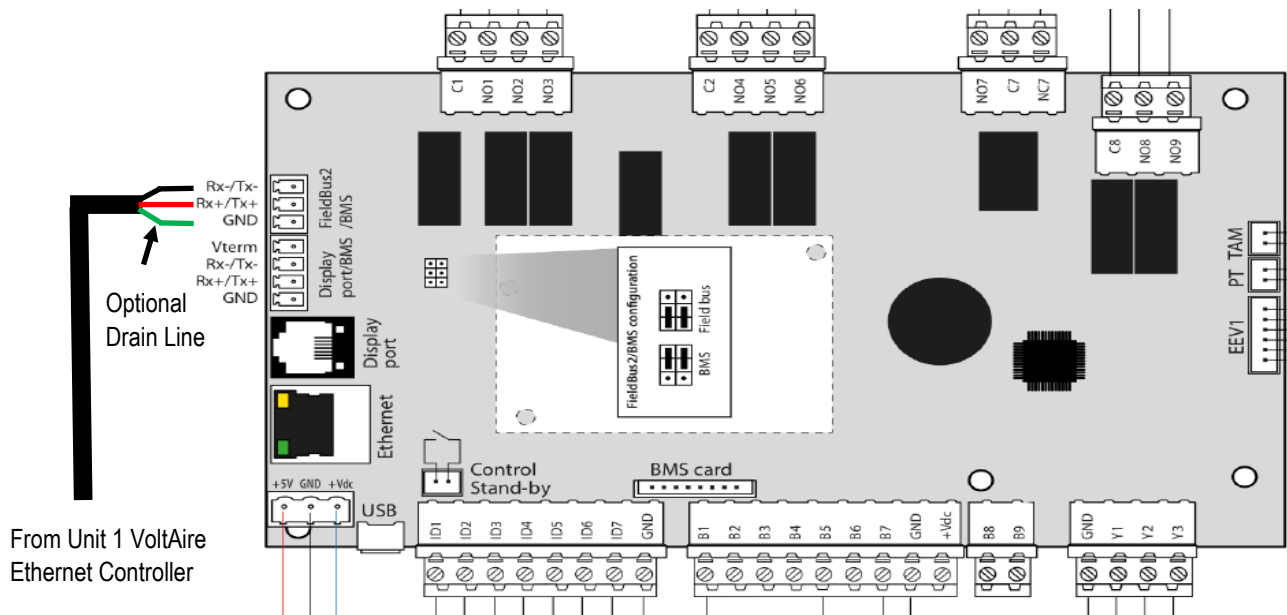 C1
NO1
NO2
NO3
C2
NO4
NO5
NO6
NO7
C7
NC7
C8
NO8
NO9
Rx-/Tx-
Rx+/Tx+
GND
FieldBus2
/BMS
Vterm
Rx-/Tx-
Rx+/Tx+
GND
Display
port/BMS
Optional
Drain Line
Display
port
Ethernet
FieldBus2/BMS configuration
Field bus
BMS
TAM
PT
EEV1
Control
Stand-by
BMS card
+5V
GND
+Vdc
USB
From Unit 1 VoltAire
Ethernet Controller
ID1
ID2
ID3
ID4
ID5
ID6
ID7
GND
B1
B2
B3
B4
B5
B6
B7
GND
+Vdc
B8
B9
GND
Y1
Y2
Y3